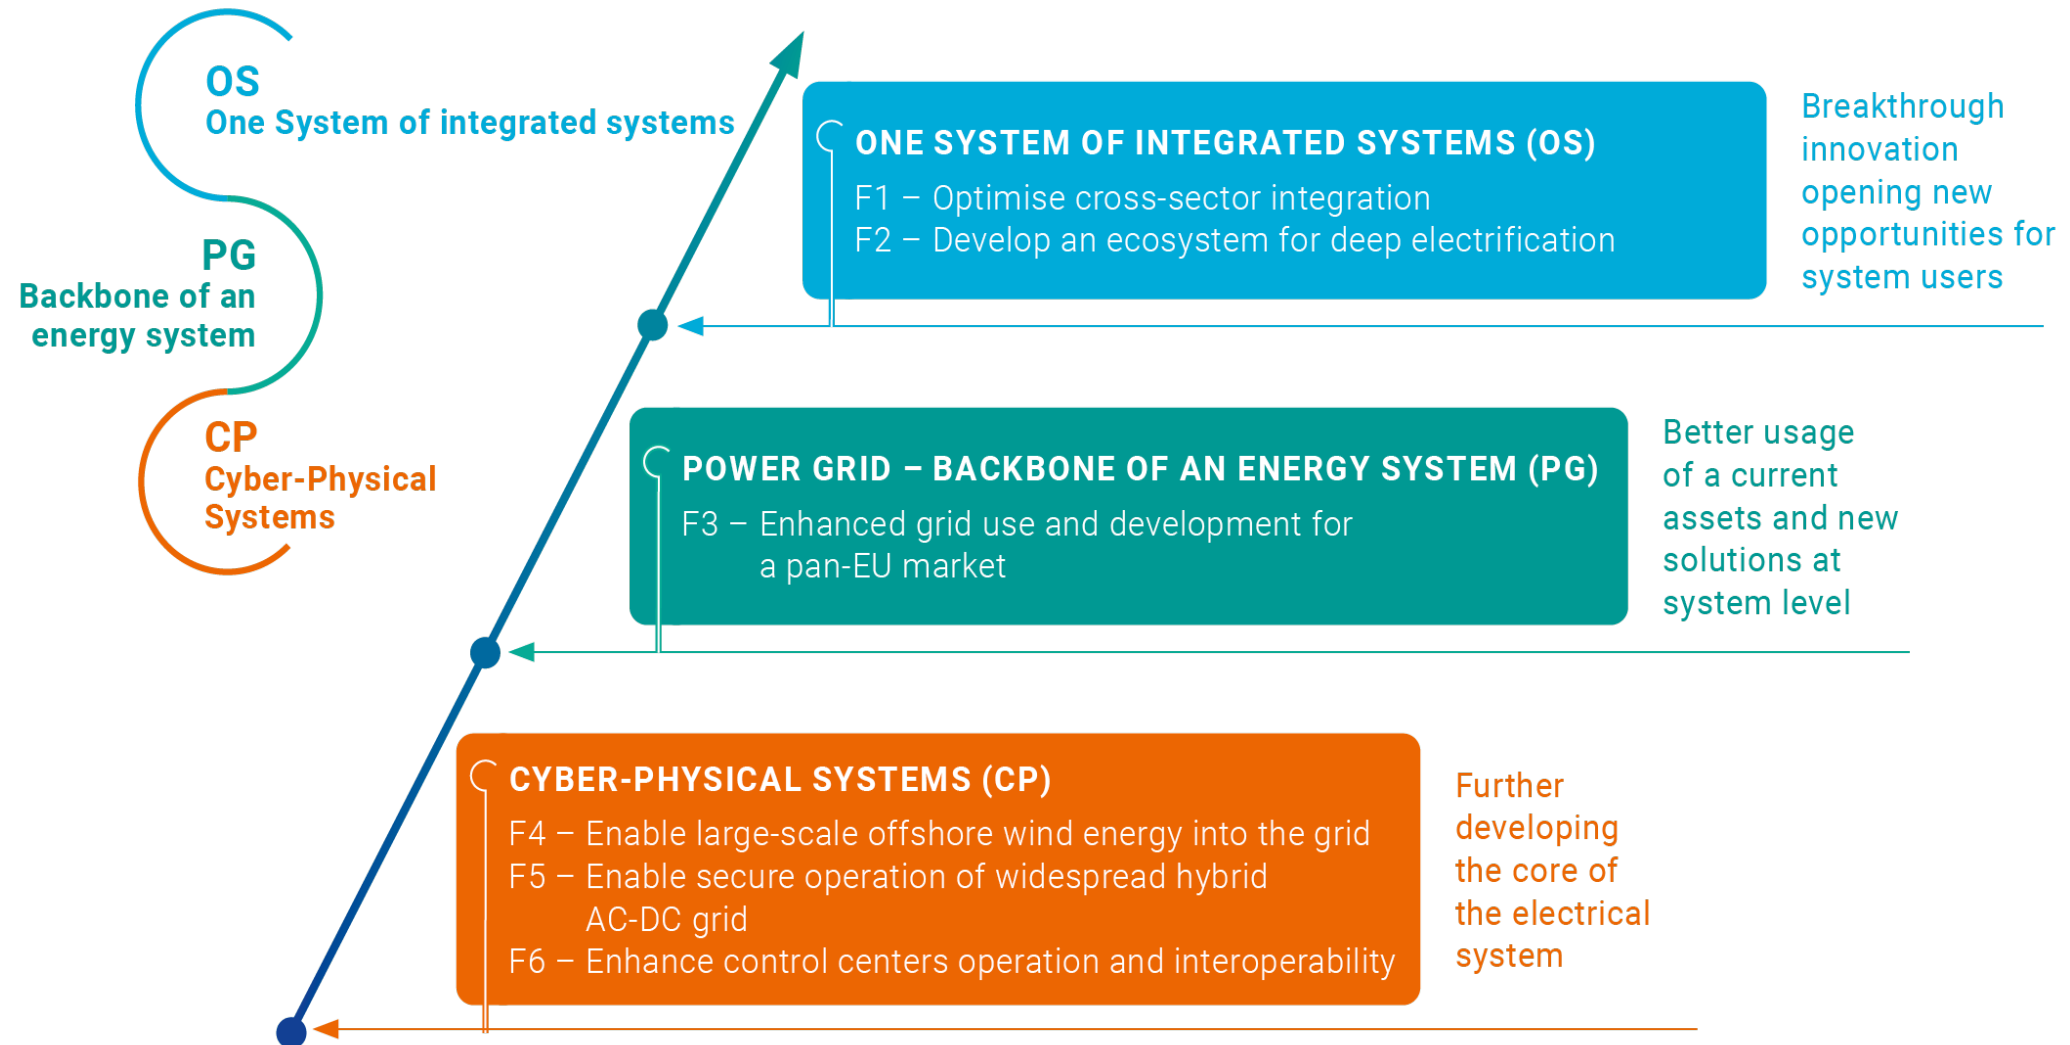 OS
One System of integrated systems
PG
Backbone of an
energy system
CP
Cyber-Physical
Systems
ONE SYSTEM OF INTEGRATED SYSTEMS (OS)
F1 – Optimise cross-sector integration
F2 – Develop an ecosystem for deep electrification
Breakthrough
innovation
opening new
opportunities for
system users
POWER GRID – BACKBONE OF AN ENERGY SYSTEM (PG)
F3 – Enhanced grid use and development for
a pan-EU market
Better usage
of a current
assets and new
solutions at
system level
CYBER-PHYSICAL SYSTEMS (CP)
F4 – Enable large-scale offshore wind energy into the grid
F5 – Enable secure operation of widespread hybrid
AC-DC grid
F6 – Enhance control centers operation and interoperability
Further
developing
the core of
the electrical
system